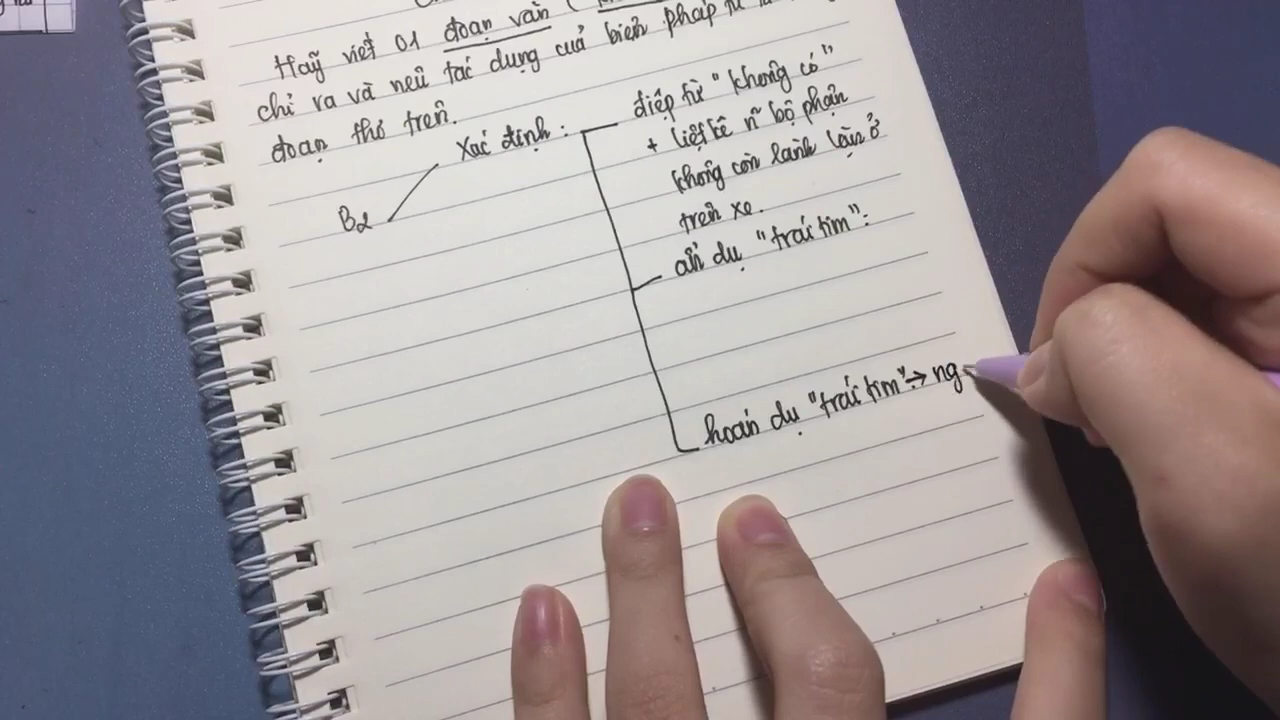 Hãy viết 01 đoạn văn (
chỉ ra và nêu tác dụng của biện pháp từ
đoạn thơ trên.
B2
Xác định:
điệp từ "không có"
+ liệt kê ~ bộ phận
không còn lành lặn ở
trên xe.
ẩn dụ "trái tim":
hoán dụ "trái tim" → ng